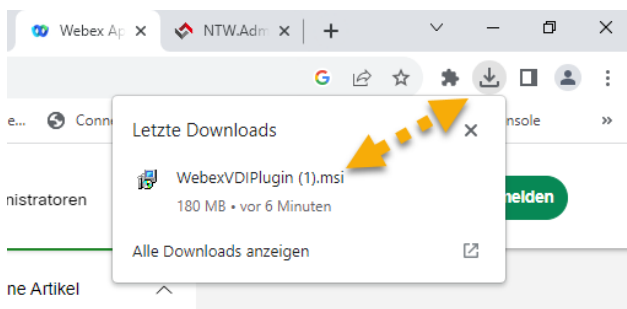 Webex Ap
NTW.Adm
e...
Conn
nsole
Letzte Downloads
WebexVDIPlugin (1).msi
180 MB • vor 6 Minuten
Alle Downloads anzeigen
nistratoren
elden
ne Artikel